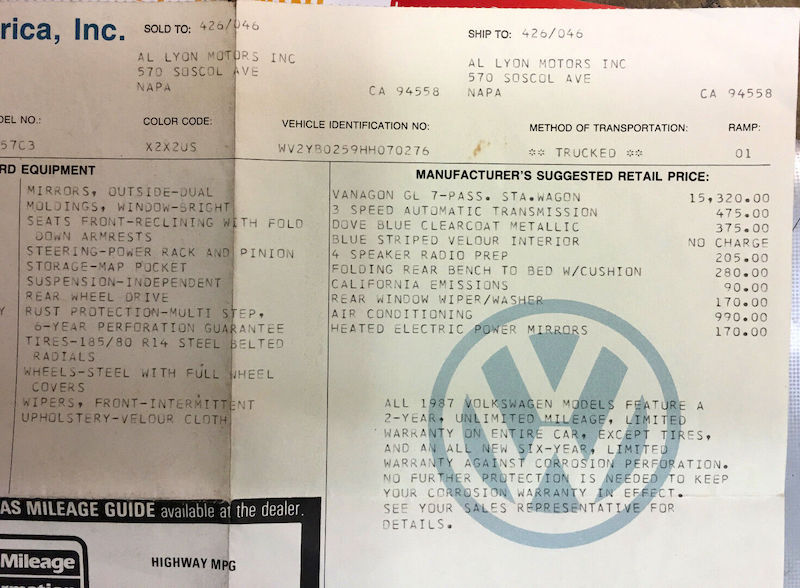 rica, Inc.
SOLD TO: 426/046
SHIP TO: 426/046
AL LYON MOTORS INC
570 SOSCOL AVE
NAPA CA 94558
AL LYON MOTORS INC
570 SOSCOL AVE
NAPA CA 94558
DEL NO.:
COLOR CODE:
VEHICLE IDENTIFICATION NO:
METHOD OF TRANSPORTATION:
RAMP:
57C3
X2X2US
WV2YB0259HH070276
** TRUCKED **
01
RD EQUIPMENT
MIRRORS, OUTSIDE-DUAL
MOLDINGS, WINDOW-BRIGHT
SEATS FRONT-RECLINING WITH FOLD
DOWN ARMRESTS
STEERING-POWER RACK AND PINION
STORAGE-MAP POCKET
SUSPENSION-INDEPENDENT
REAR WHEEL DRIVE
RUST PROTECTION-MULTI STEP,
6-YEAR PERFORATION GUARANTEE
TIRES-185/80 R14 STEEL BELTED
RADIALS
WHEELS-STEEL WITH FULL WHEEL
COVERS
WIPERS, FRONT-INTERMITTENT
UPHOLSTERY-VELOUR CLOTH
MANUFACTURER'S SUGGESTED RETAIL PRICE:
VANAGON GL 7-PASS. STA.WAGON 15,320.00
3 SPEED AUTOMATIC TRANSMISSION 475.00
DOVE BLUE CLEARCOAT METALLIC 375.00
BLUE STRIPED VELOUR INTERIOR NO CHARGE
4 SPEAKER RADIO PREP 205.00
FOLDING REAR BENCH TO BED W/CUSHION 280.00
CALIFORNIA EMISSIONS 90.00
REAR WINDOW WIPER/WASHER 170.00
AIR CONDITIONING 990.00
HEATED ELECTRIC POWER MIRRORS 170.00
ALL 1987 VOLKSWAGEN MODELS FEATURE A
2-YEAR, UNLIMITED MILEAGE, LIMITED
WARRANTY ON ENTIRE CAR, EXCEPT TIRES,
AND AN ALL NEW SIX-YEAR, LIMITED
WARRANTY AGAINST CORROSION PERFORATION.
NO FURTHER PROTECTION IS NEEDED TO KEEP
YOUR CORROSION WARRANTY IN EFFECT.
SEE YOUR SALES REPRESENTATIVE FOR
DETAILS.
AS MILEAGE GUIDE available at the dealer.
Mileage
HIGHWAY MPG